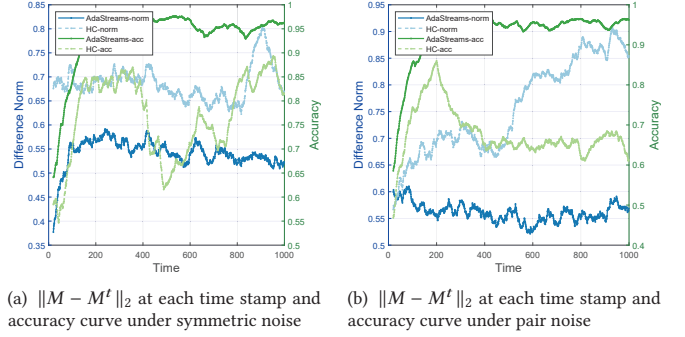 AdaStreams-norm
HC-norm
AdaStreams-acc
HC-acc
0.85
0.8
0.75
0.7
0.65
0.6
0.55
0.5
0.45
0.4
0.35
Difference Norm
1
0.95
0.9
0.85
0.8
0.75
0.7
0.65
0.6
0.55
0.5
Accuracy
0 200 400 600 800 1000
Time
AdaStreams-norm
HC-norm
AdaStreams-acc
HC-acc
0.95
0.9
0.85
0.8
0.75
0.7
0.65
0.6
0.55
0.5
Difference Norm
1
0.9
0.8
0.7
0.6
0.5
0.4
Accuracy
0 200 400 600 800 1000
Time
(a) ‖M − Mᵗ‖₂ at each time stamp and
accuracy curve under symmetric noise
(b) ‖M − Mᵗ‖₂ at each time stamp and
accuracy curve under pair noise